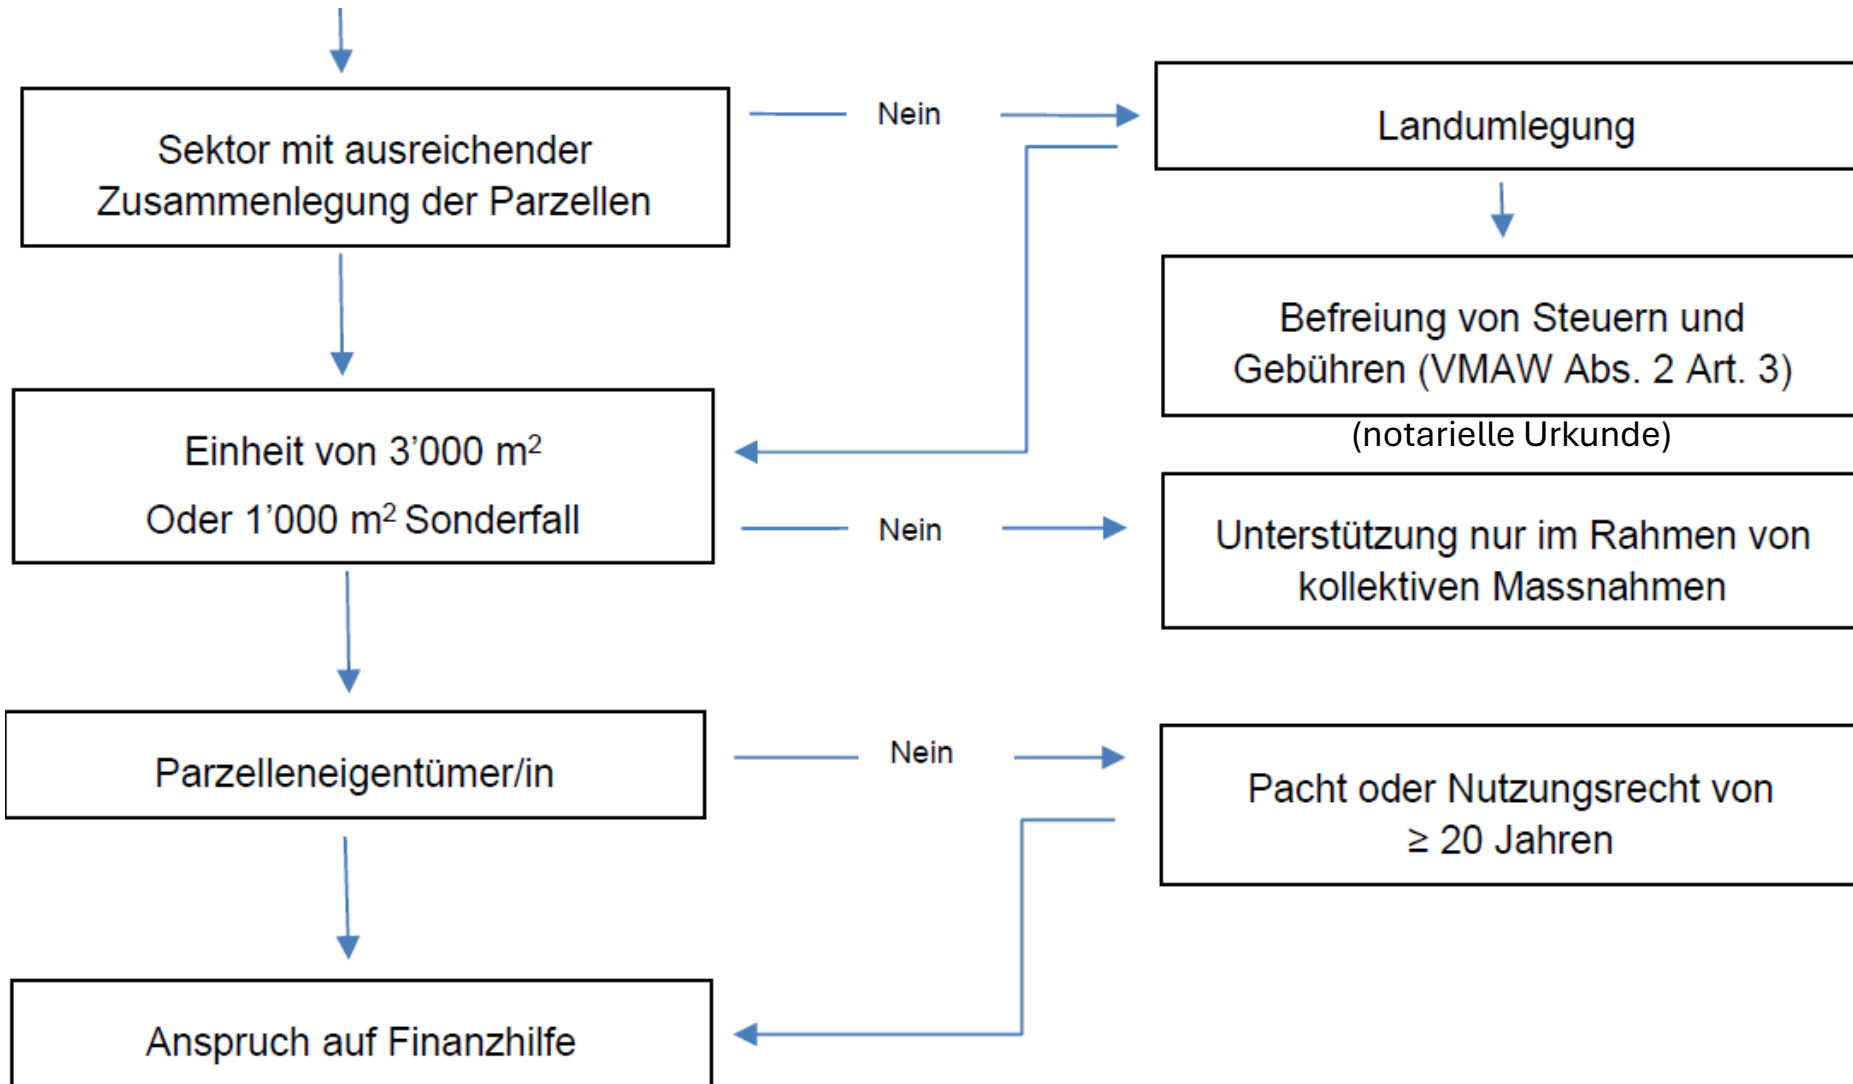 Sektor mit ausreichender
Zusammenlegung der Parzellen
Nein
Landumlegung
Befreiung von Steuern und
Gebühren (VMAW Abs. 2 Art. 3)
(notarielle Urkunde)
Einheit von 3’000 m²
Oder 1’000 m² Sonderfall
Nein
Unterstützung nur im Rahmen von
kollektiven Massnahmen
Parzelleneigentümer/in
Nein
Pacht oder Nutzungsrecht von
≥ 20 Jahren
Anspruch auf Finanzhilfe